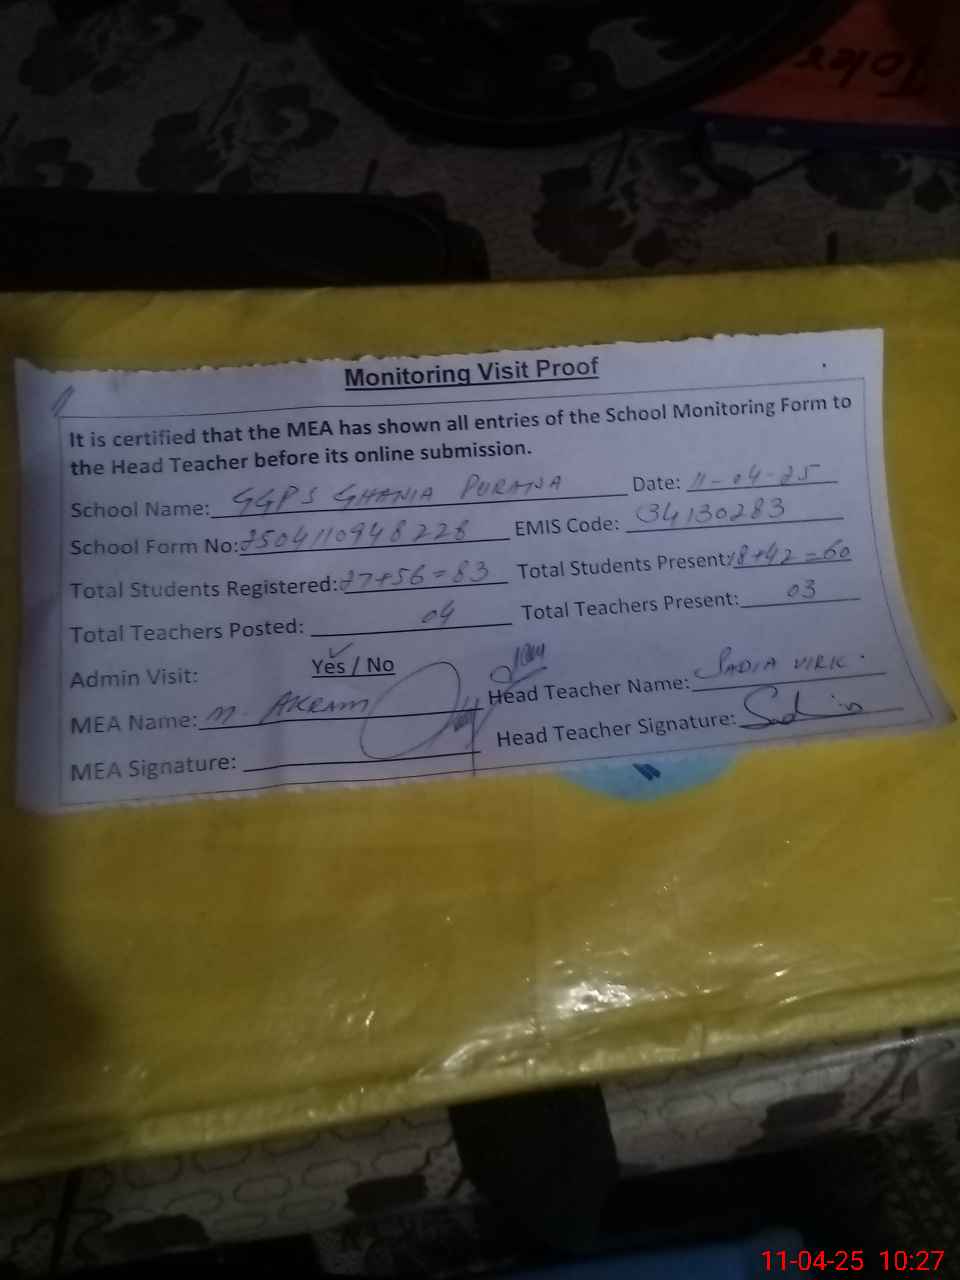 Joker
Monitoring Visit Proof
It is certified that the MEA has shown all entries of the School Monitoring Form to
the Head Teacher before its online submission.
School Name: GGPS GHANIA PURANA Date: 11-04-25
School Form No: 2504110948228 EMIS Code: 34130283
Total Students Registered: 27+56=83 Total Students Present: 18+42=60
Total Teachers Posted: 04 Total Teachers Present: 03
Admin Visit: Yes / No
MEA Name: M. AKRAM Head Teacher Name: SADIA VIRK.
MEA Signature: Head Teacher Signature:
11-04-25 10:27